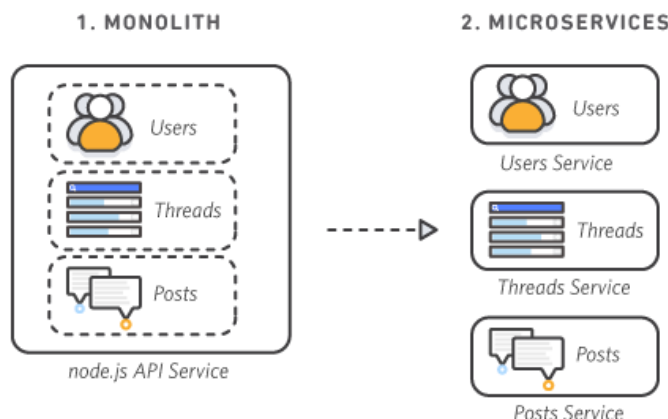 1. MONOLITH
Users
Threads
Posts
node.js API Service
2. MICROSERVICES
Users
Users Service
Threads
Threads Service
Posts
Posts Service